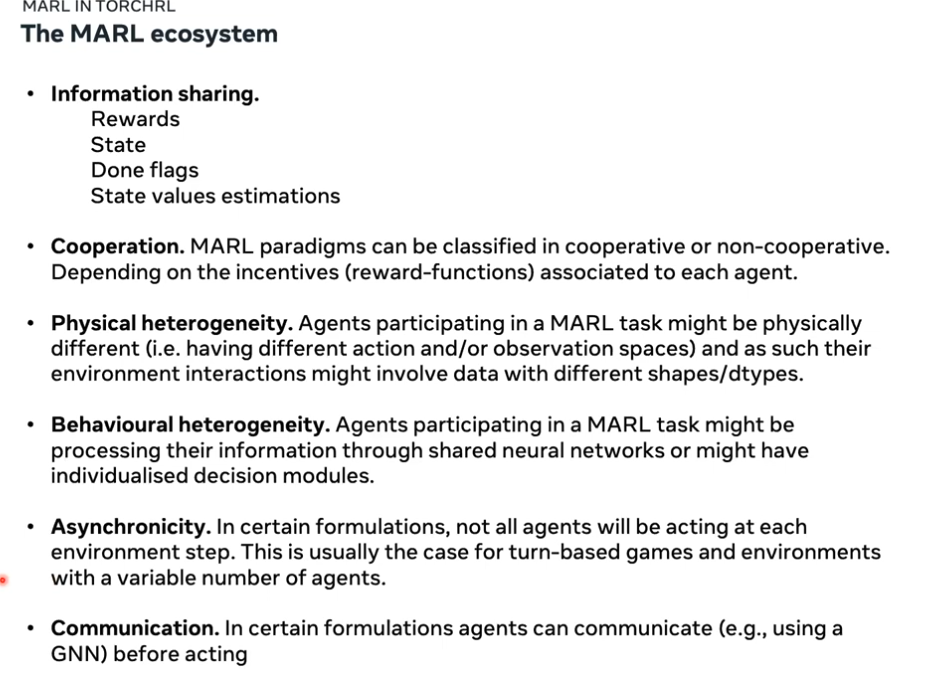 MARL IN TORCHRL
The MARL ecosystem
• Information sharing.
Rewards
State
Done flags
State values estimations
• Cooperation. MARL paradigms can be classified in cooperative or non-cooperative.
Depending on the incentives (reward-functions) associated to each agent.
• Physical heterogeneity. Agents participating in a MARL task might be physically
different (i.e. having different action and/or observation spaces) and as such their
environment interactions might involve data with different shapes/dtypes.
• Behavioural heterogeneity. Agents participating in a MARL task might be
processing their information through shared neural networks or might have
individualised decision modules.
• Asynchronicity. In certain formulations, not all agents will be acting at each
environment step. This is usually the case for turn-based games and environments
with a variable number of agents.
• Communication. In certain formulations agents can communicate (e.g., using a
GNN) before acting